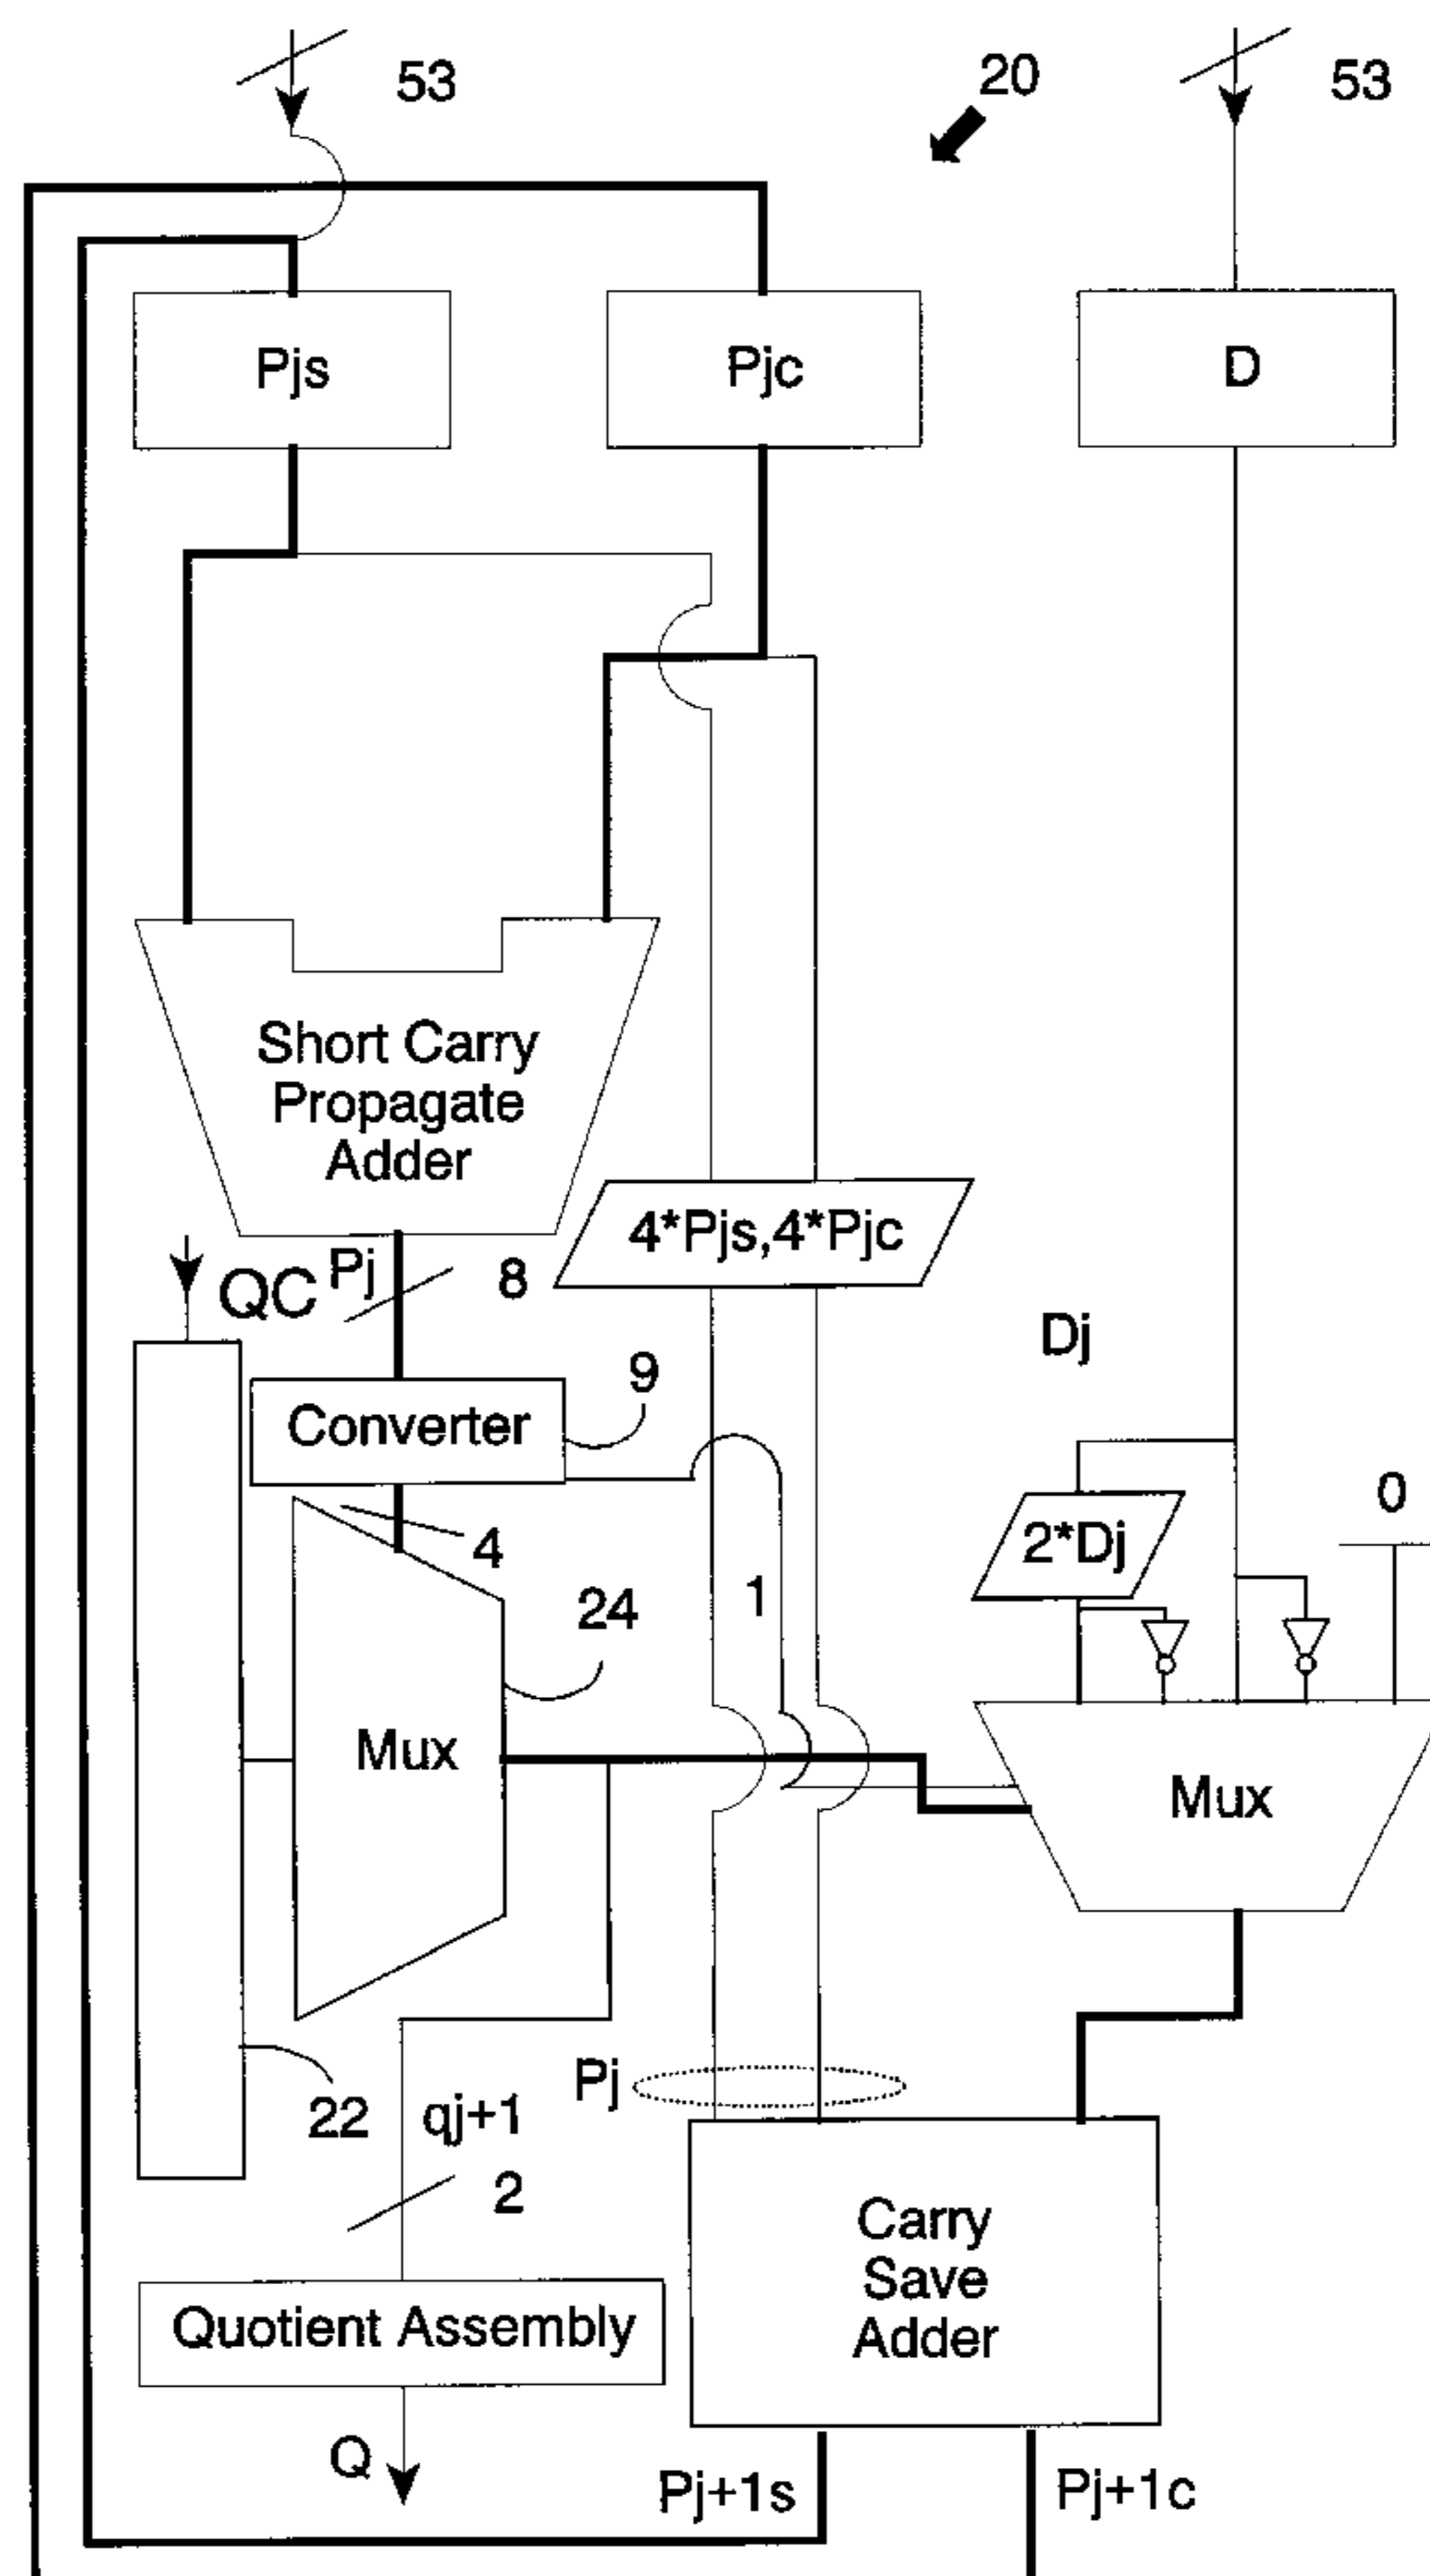 53
20
53
Pjs
Pjc
D
Short Carry
Propagate
Adder
4*Pjs,4*Pjc
Pj
8
QC
Dj
9
Converter
0
2*Dj
4
1
24
Mux
Mux
Pj
22
qj+1
2
Carry
Save
Adder
Quotient Assembly
Q
Pj+1s
Pj+1c